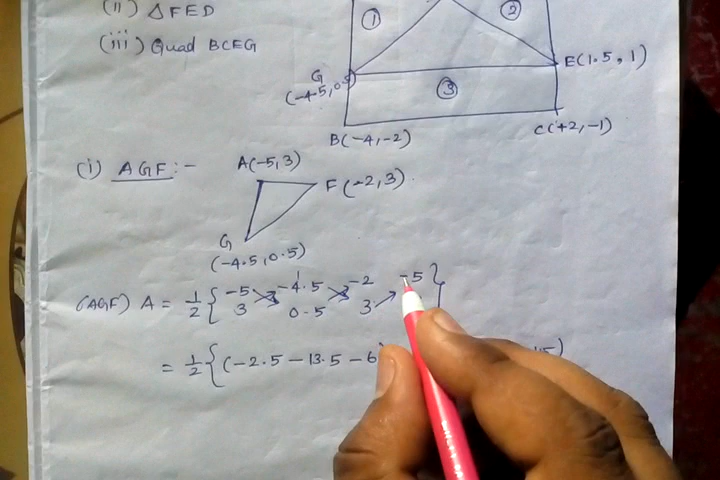 (ii) △FED
① ②
(iii) Quad BCEG
E(1.5, 1)
G
(-4.5, 0.5)
③
B(-4, -2)
C(+2, -1)
(i) AGF :-
A(-5, 3)
F(-2, 3)
G
(-4.5, 0.5)
(AGF) A = 1/2 { -5 -4.5 -2 -5 }
3 0.5 3
= 1/2 { (-2.5 - 13.5 - 6